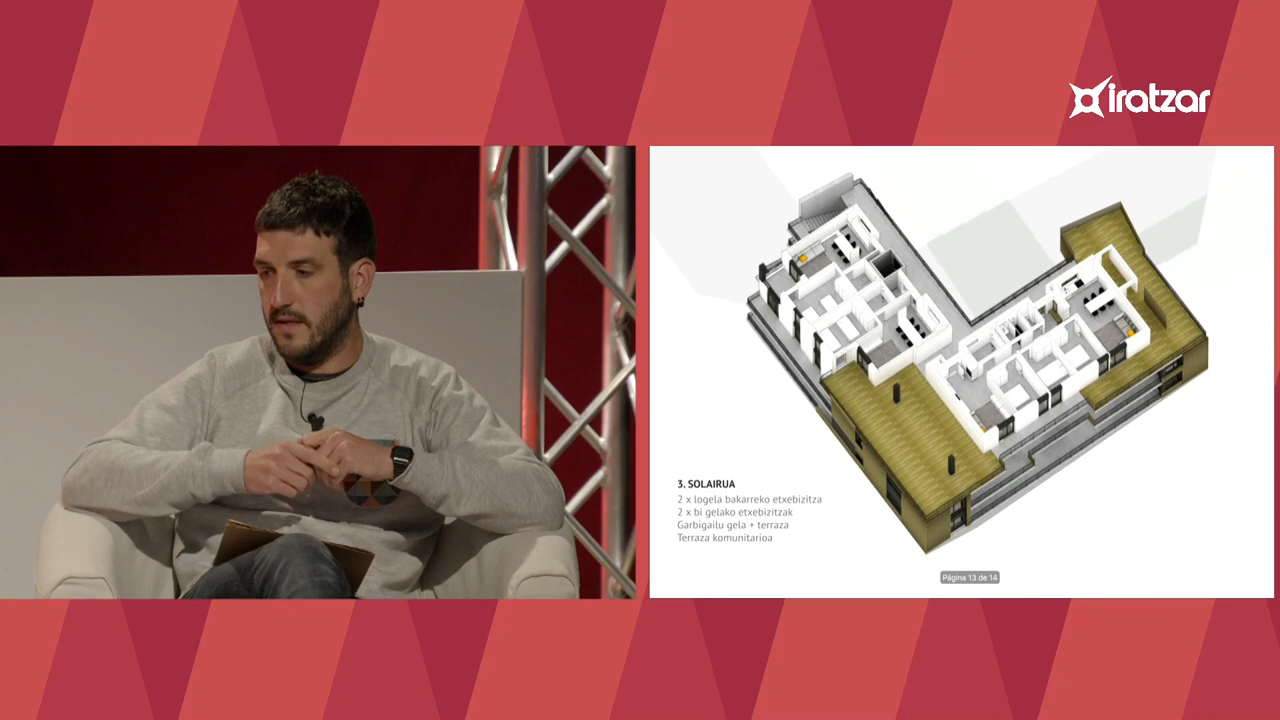 iratzar
3. SOLAIRUA
2 x logela bakarreko etxebizitza
2 x bi gelako etxebizitzak
Garbigailu gela + terraza
Terraza komunitarioa
Página 13 de 14